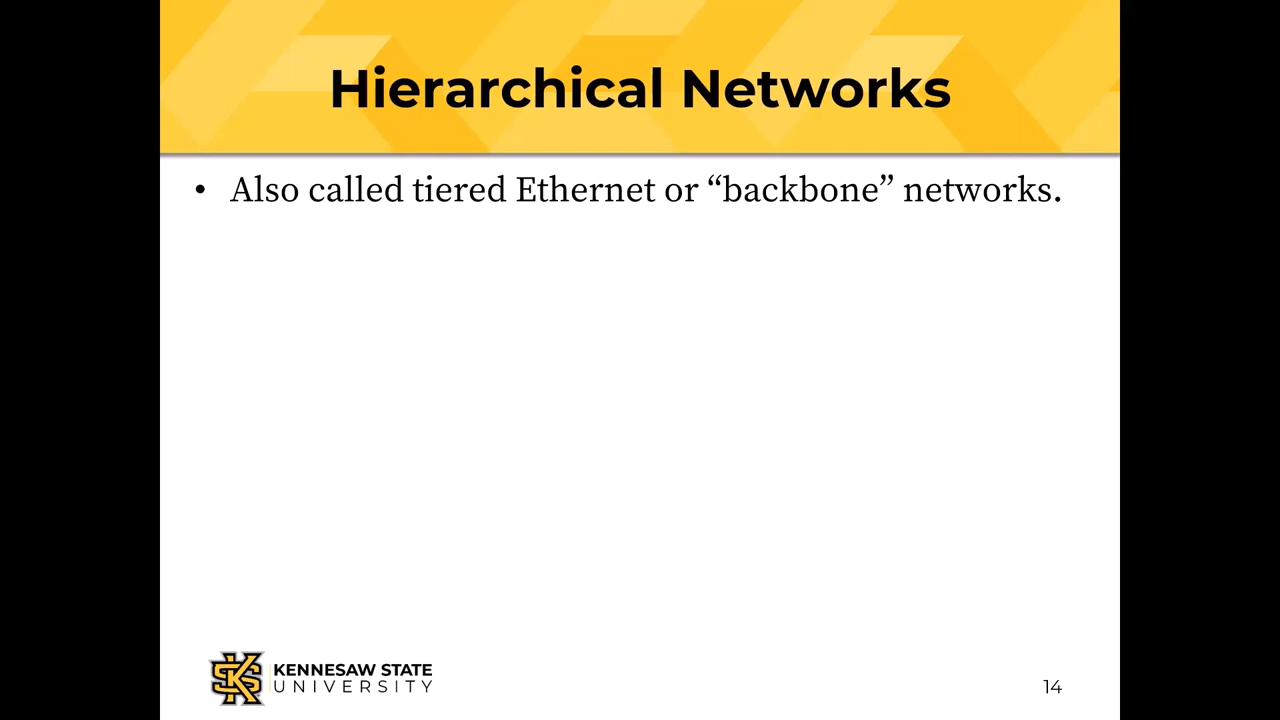 Hierarchical Networks
• Also called tiered Ethernet or “backbone” networks.
KENNESAW STATE
UNIVERSITY
14